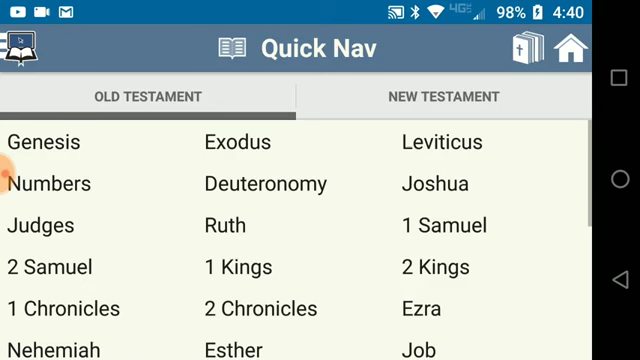 4G 98% 4:40
Quick Nav
OLD TESTAMENT NEW TESTAMENT
Genesis Exodus Leviticus
Numbers Deuteronomy Joshua
Judges Ruth 1 Samuel
2 Samuel 1 Kings 2 Kings
1 Chronicles 2 Chronicles Ezra
Nehemiah Esther Job